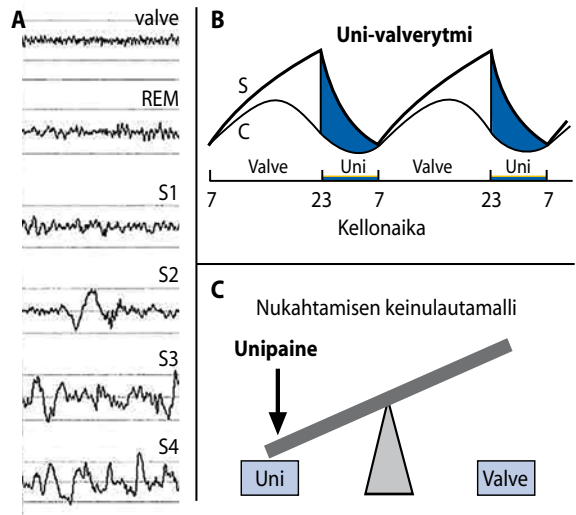 A
valve
REM
S1
S2
S3
S4
B
Uni-valverytmi
S
C
Valve Uni Valve Uni
7 23 7 23 7
Kellonaika
C
Nukahtamisen keinulautamalli
Unipaine
Uni Valve